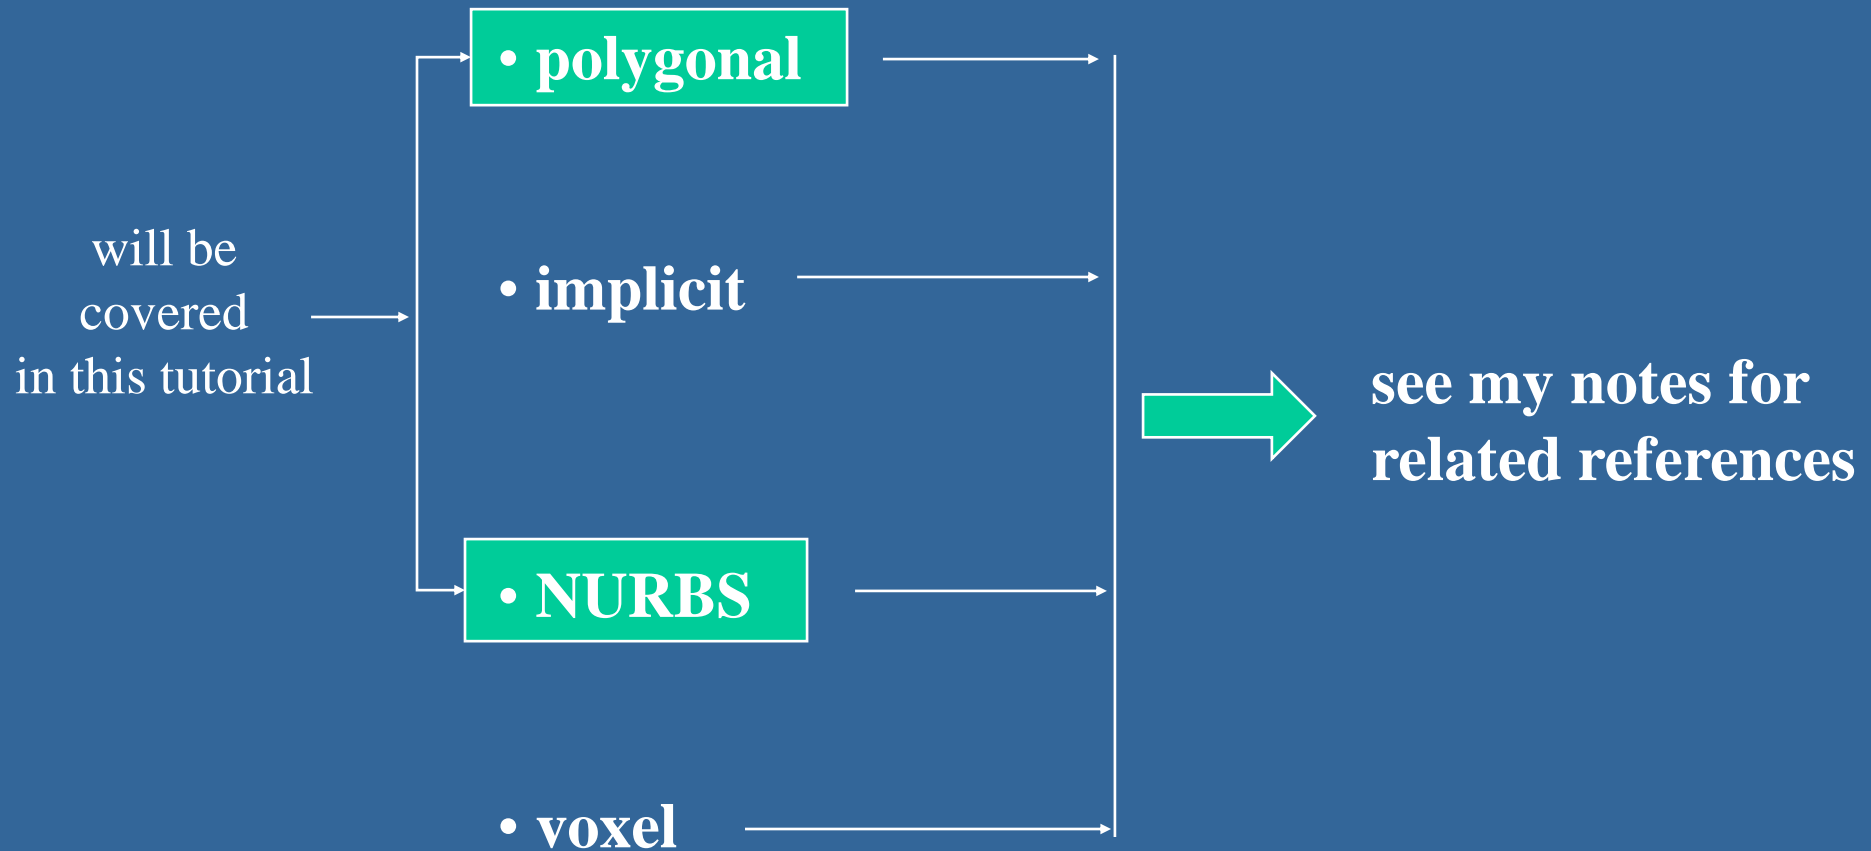 • polygonal
will be
covered
in this tutorial
• implicit
see my notes for
related references
• NURBS
• voxel